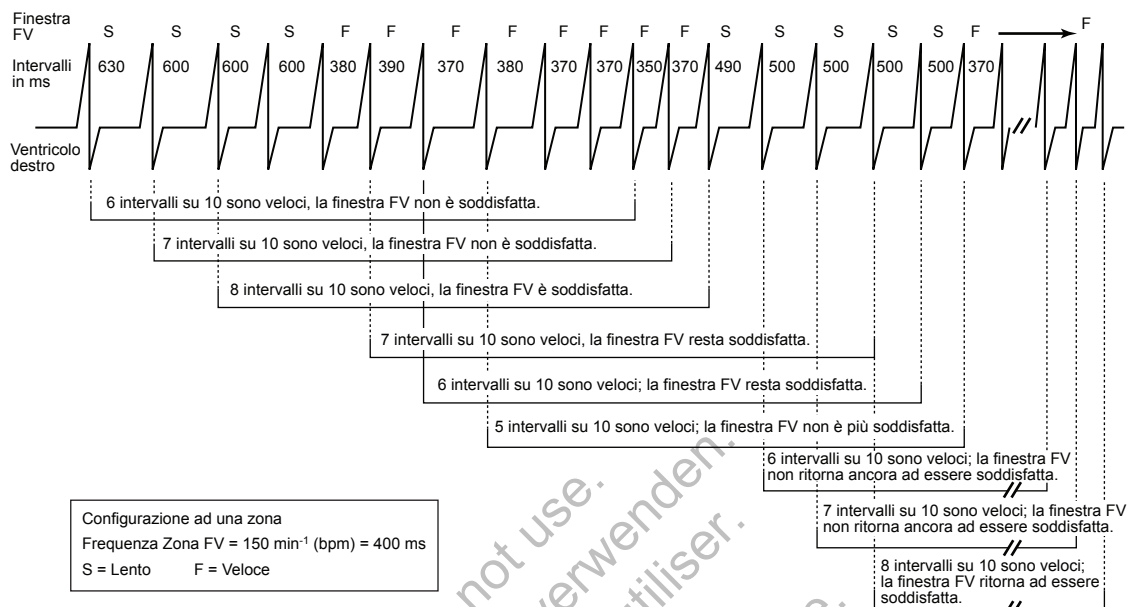 Finestra
FV
S S S S F F F F F F F F S S S S S F F
Intervalli
in ms
630 600 600 600 380 390 370 380 370 370 350 370 490 500 500 500 500 370
Ventricolo
destro
6 intervalli su 10 sono veloci, la finestra FV non è soddisfatta.
7 intervalli su 10 sono veloci, la finestra FV non è soddisfatta.
8 intervalli su 10 sono veloci, la finestra FV è soddisfatta.
7 intervalli su 10 sono veloci, la finestra FV resta soddisfatta.
6 intervalli su 10 sono veloci; la finestra FV resta soddisfatta.
5 intervalli su 10 sono veloci; la finestra FV non è più soddisfatta.
6 intervalli su 10 sono veloci; la finestra FV
non ritorna ancora ad essere soddisfatta.
7 intervalli su 10 sono veloci; la finestra FV
non ritorna ancora ad essere soddisfatta.
8 intervalli su 10 sono veloci;
la finestra FV ritorna ad essere
soddisfatta.
Configurazione ad una zona
Frequenza Zona FV = 150 min⁻¹ (bpm) = 400 ms
S = Lento F = Veloce
not use.
verwenden.
utiliser.